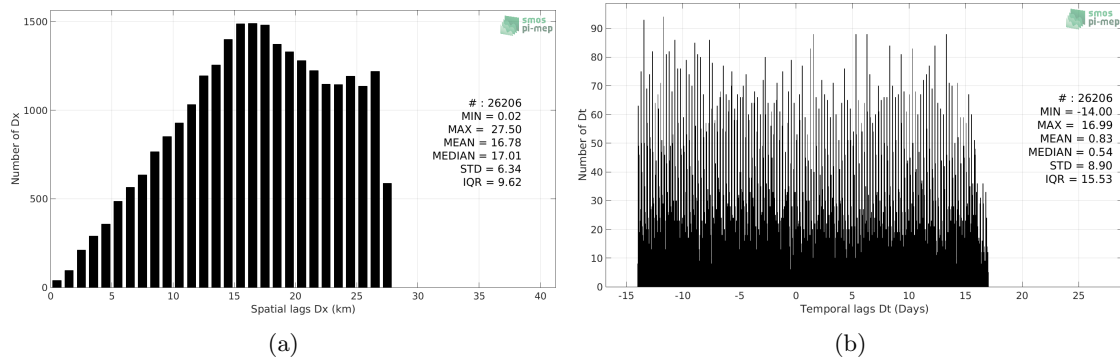 1500
1000
500
0
Number of Dx
0
5
10
15
20
25
30
35
40
Spatial lags Dx (km)
smos
pi-mep
# : 26206
MIN = 0.02
MAX = 27.50
MEAN = 16.78
MEDIAN = 17.01
STD = 6.34
IQR = 9.62
(a)
90
80
70
60
50
40
30
20
10
0
Number of Dt
-15
-10
-5
0
5
10
15
20
25
Temporal lags Dt (Days)
smos
pi-mep
# : 26206
MIN = -14.00
MAX = 16.99
MEAN = 0.83
MEDIAN = 0.54
STD = 8.90
IQR = 15.53
(b)